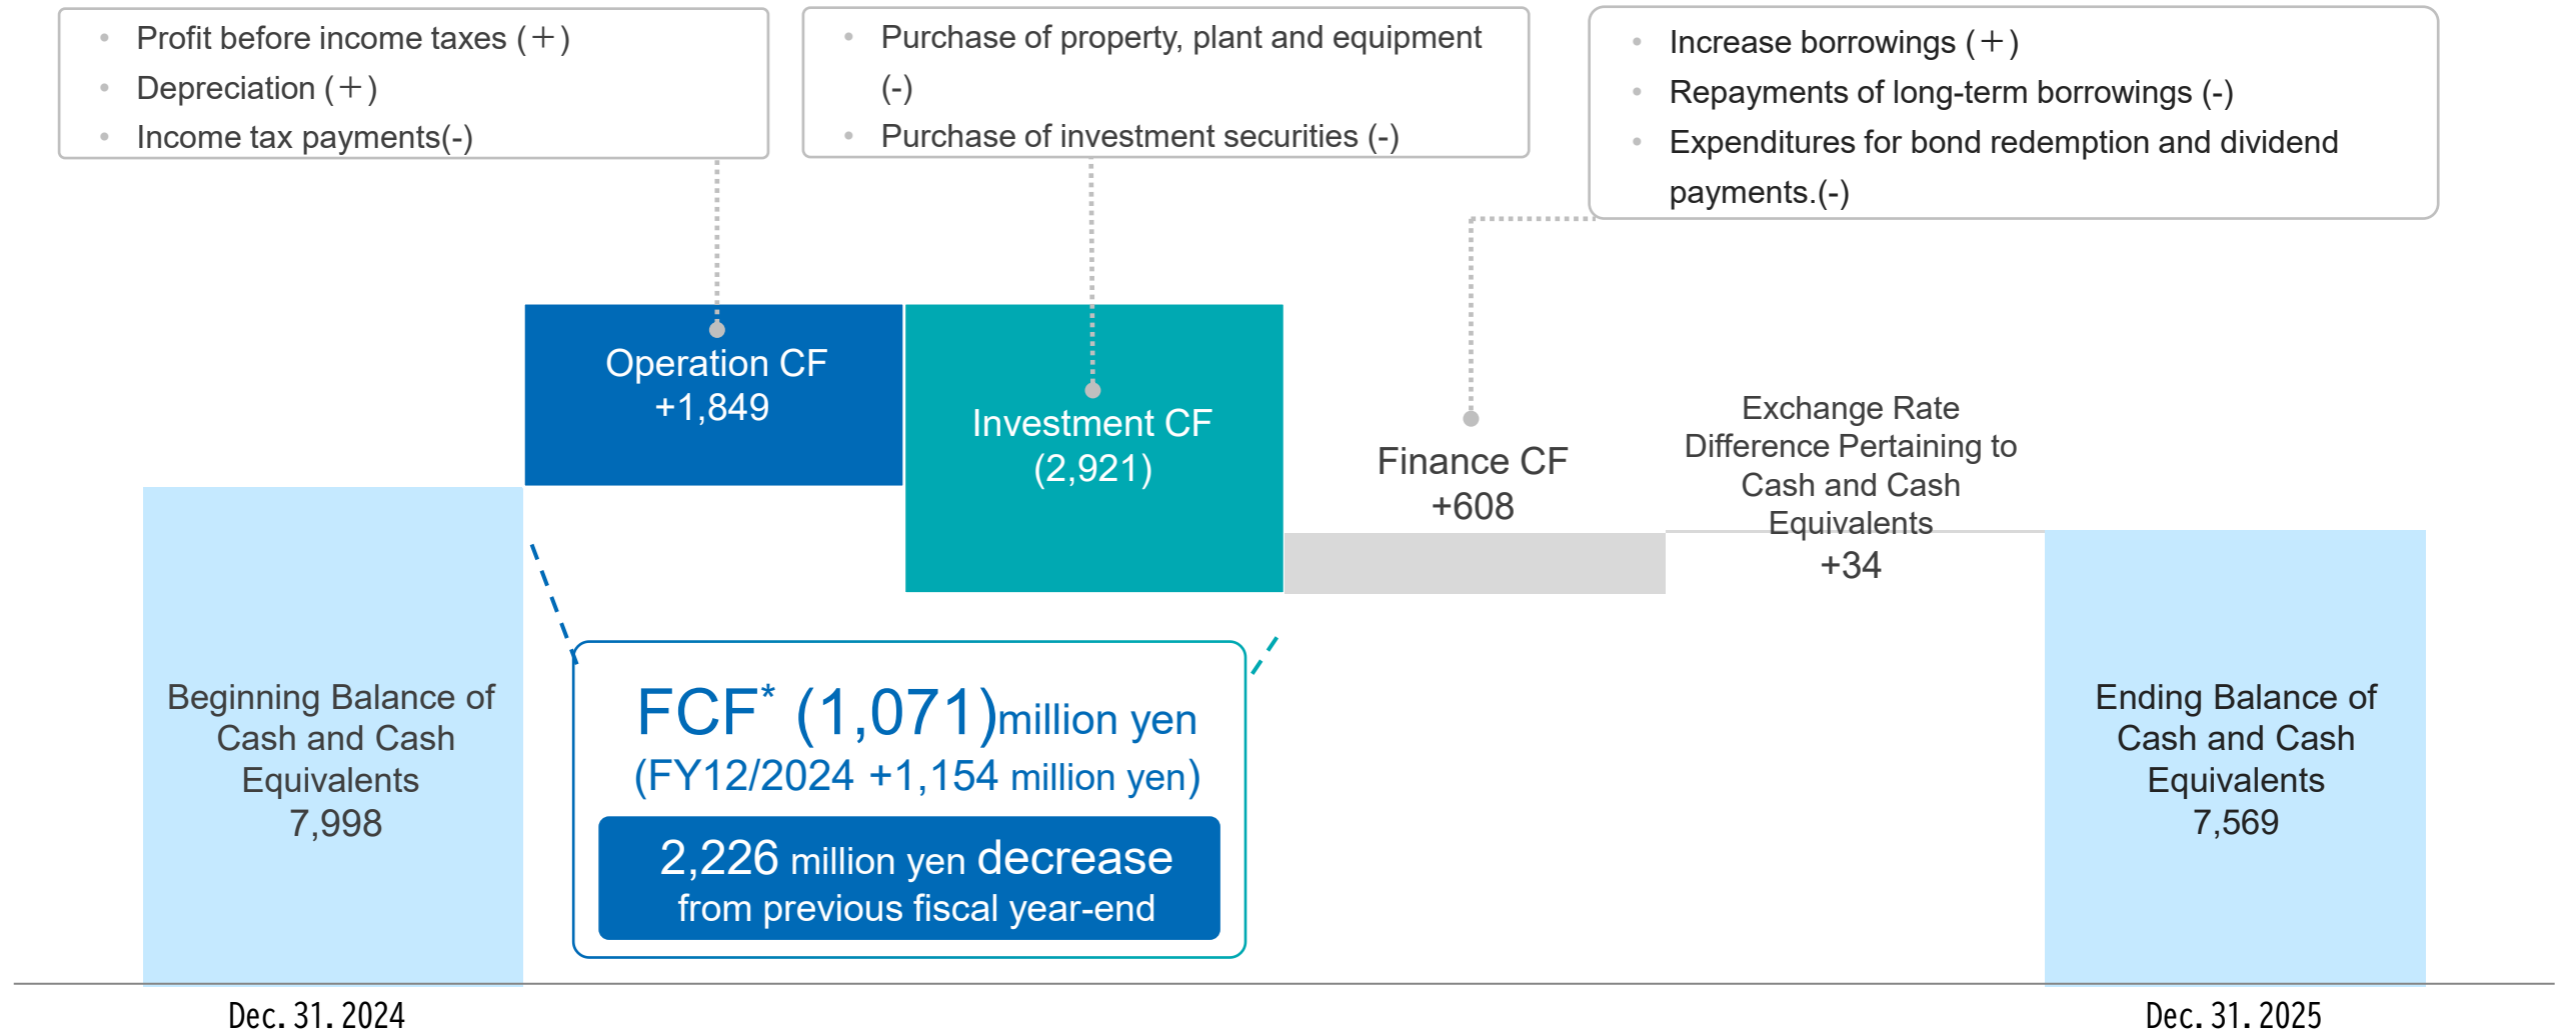 • Profit before income taxes (＋)
• Depreciation (＋)
• Income tax payments(-)
• Purchase of property, plant and equipment
(-)
• Purchase of investment securities (-)
• Increase borrowings (＋)
• Repayments of long-term borrowings (-)
• Expenditures for bond redemption and dividend
payments.(-)
Operation CF
+1,849
Investment CF
(2,921)
Finance CF
+608
Exchange Rate
Difference Pertaining to
Cash and Cash
Equivalents
+34
Beginning Balance of
Cash and Cash
Equivalents
7,998
FCF* (1,071)million yen
(FY12/2024 +1,154 million yen)
2,226 million yen decrease
from previous fiscal year-end
Ending Balance of
Cash and Cash
Equivalents
7,569
Dec.31.2024
Dec.31.2025